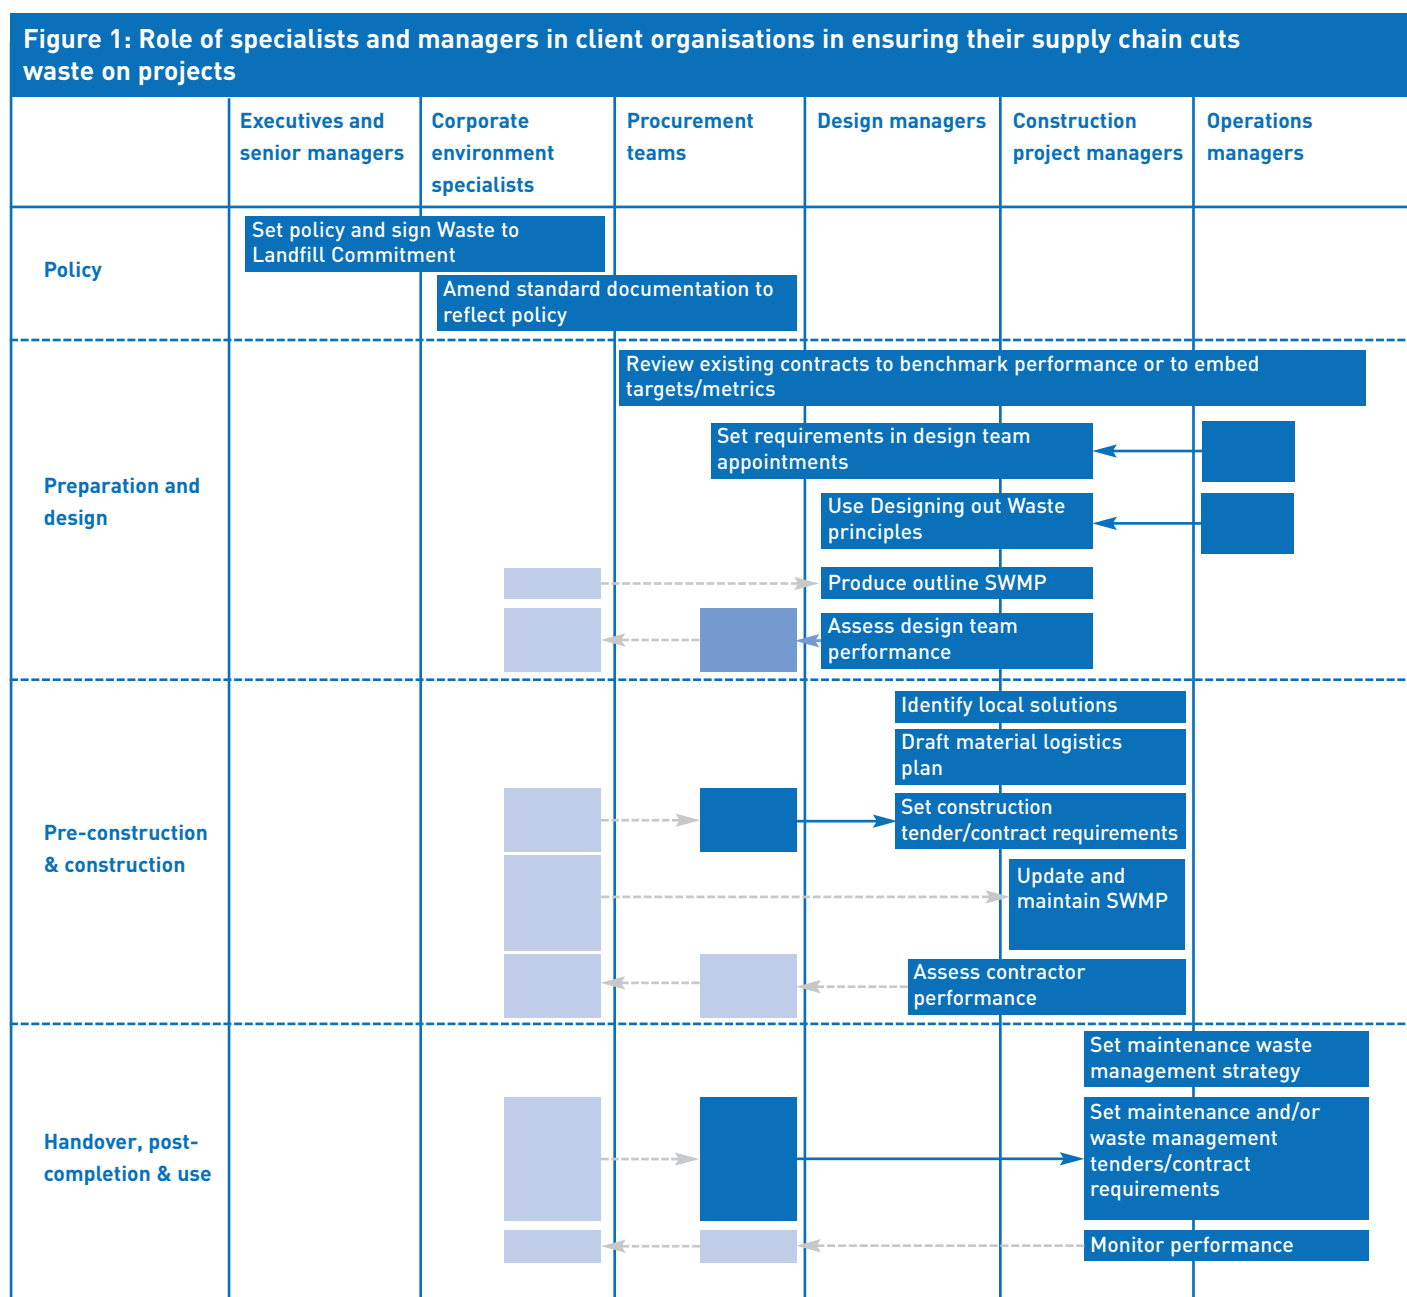 Figure 1: Role of specialists and managers in client organisations in ensuring their supply chain cuts
waste on projects
Executives and
senior managers
Corporate
environment
specialists
Procurement
teams
Design managers
Construction
project managers
Operations
managers
Policy
Set policy and sign Waste to
Landfill Commitment
Amend standard documentation to
reflect policy
Preparation and
design
Review existing contracts to benchmark performance or to embed
targets/metrics
Set requirements in design team
appointments
Use Designing out Waste
principles
Produce outline SWMP
Assess design team
performance
Pre-construction
& construction
Identify local solutions
Draft material logistics
plan
Set construction
tender/contract requirements
Update and
maintain SWMP
Assess contractor
performance
Handover, post-
completion & use
Set maintenance waste
management strategy
Set maintenance and/or
waste management
tenders/contract
requirements
Monitor performance